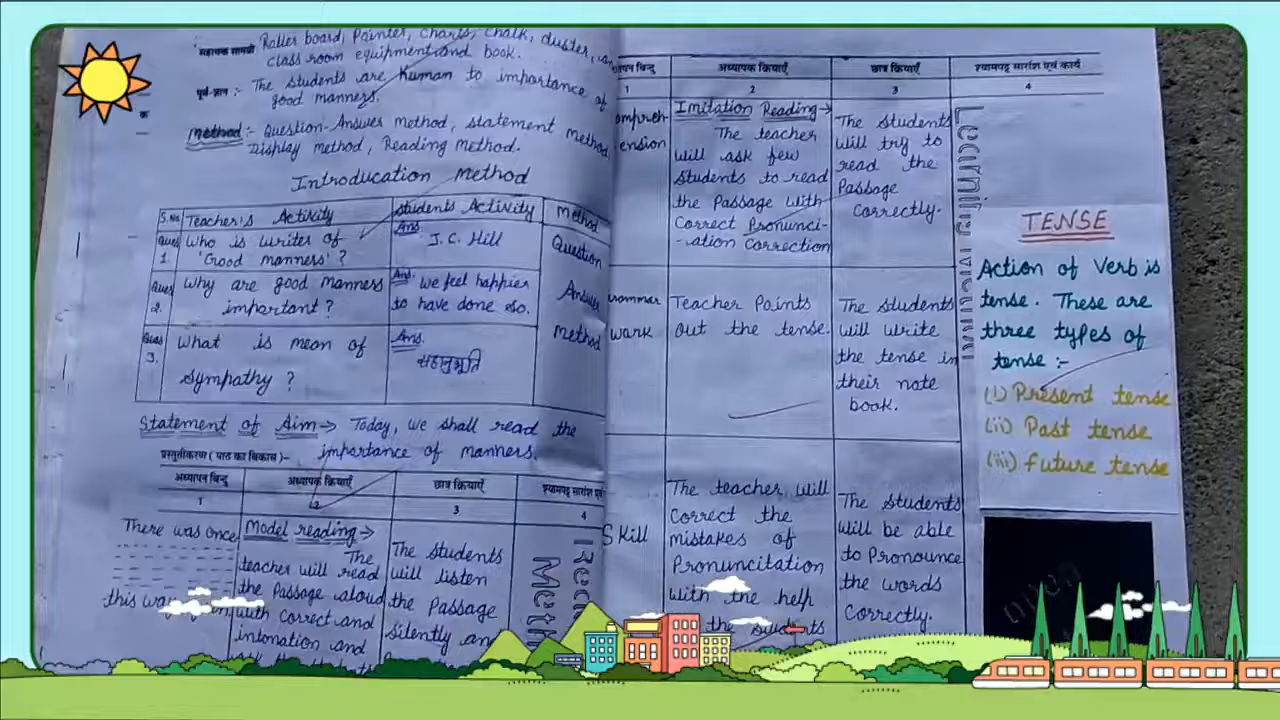 सहायक सामग्री Roller board, Pointer, Charts, Chalk, duster,
class room equipment and book.
पूर्व-ज्ञान :- The students are Kuman to importance of
good manners.
Method :- Question-Answer method, statement method
Display method, Reading Method.
Introducation Method
S.No. Teacher's Activity Students Activity Method
Ques 1. Who is writer of 'Good manners' ? Ans. J.C. Hill
Ques 2. Why are good manners important ? Ans. we feel happier to have done so.
Ques 3. What is mean of sympathy ? Ans. सहानुभूति
Question Answer Method
Statement of Aim → Today, we shall read the
importance of manners.
प्रस्तुतीकरण ( पाठ का विकास )-
अध्यापन बिन्दु अध्यापक क्रियाएँ छात्र क्रियाएँ श्यामपट्ट सारांश एवं
1 2 3 4
There was once
this way
Model reading →
The
teacher will read
the Passage aloud
with correct and
intonation and
The students
will listen
the Passage
silently
अध्यापक क्रियाएँ छात्र क्रियाएँ श्यामपट्ट सारांश एवं कार्य
1 2 3 4
ension
Imitation Reading →
The teacher
will ask few
students to read
the Passage with
Correct Pronunci-
-ation Correction
The students
will try to
read the
Passage
Correctly.
work
Teacher Points
out the tense.
The students
will write
the tense in
their note
book.
Skill
The teacher will
Correct the
mistakes of
Pronuncitation
with the help
the students
The students
will be able
to Pronounce
the words
Correctly.
Learning
TENSE
Action of Verb is
tense. These are
three types of
tense :-
(i) Present tense
(ii) Past tense
(iii) future tense